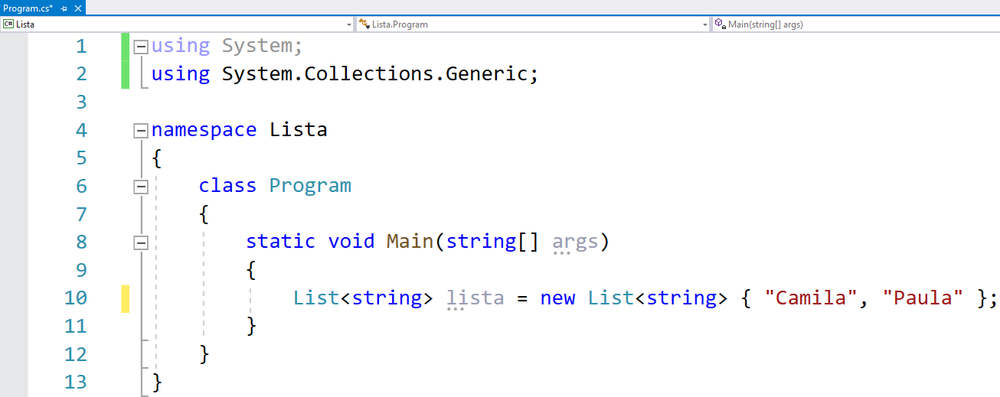 Program.cs*
C# Lista
Lista.Program
Main(string[] args)
1 using System;
2 using System.Collections.Generic;
3
4 namespace Lista
5 {
6 class Program
7 {
8 static void Main(string[] args)
9 {
10 List<string> lista = new List<string> { "Camila", "Paula" };
11 }
12 }
13 }